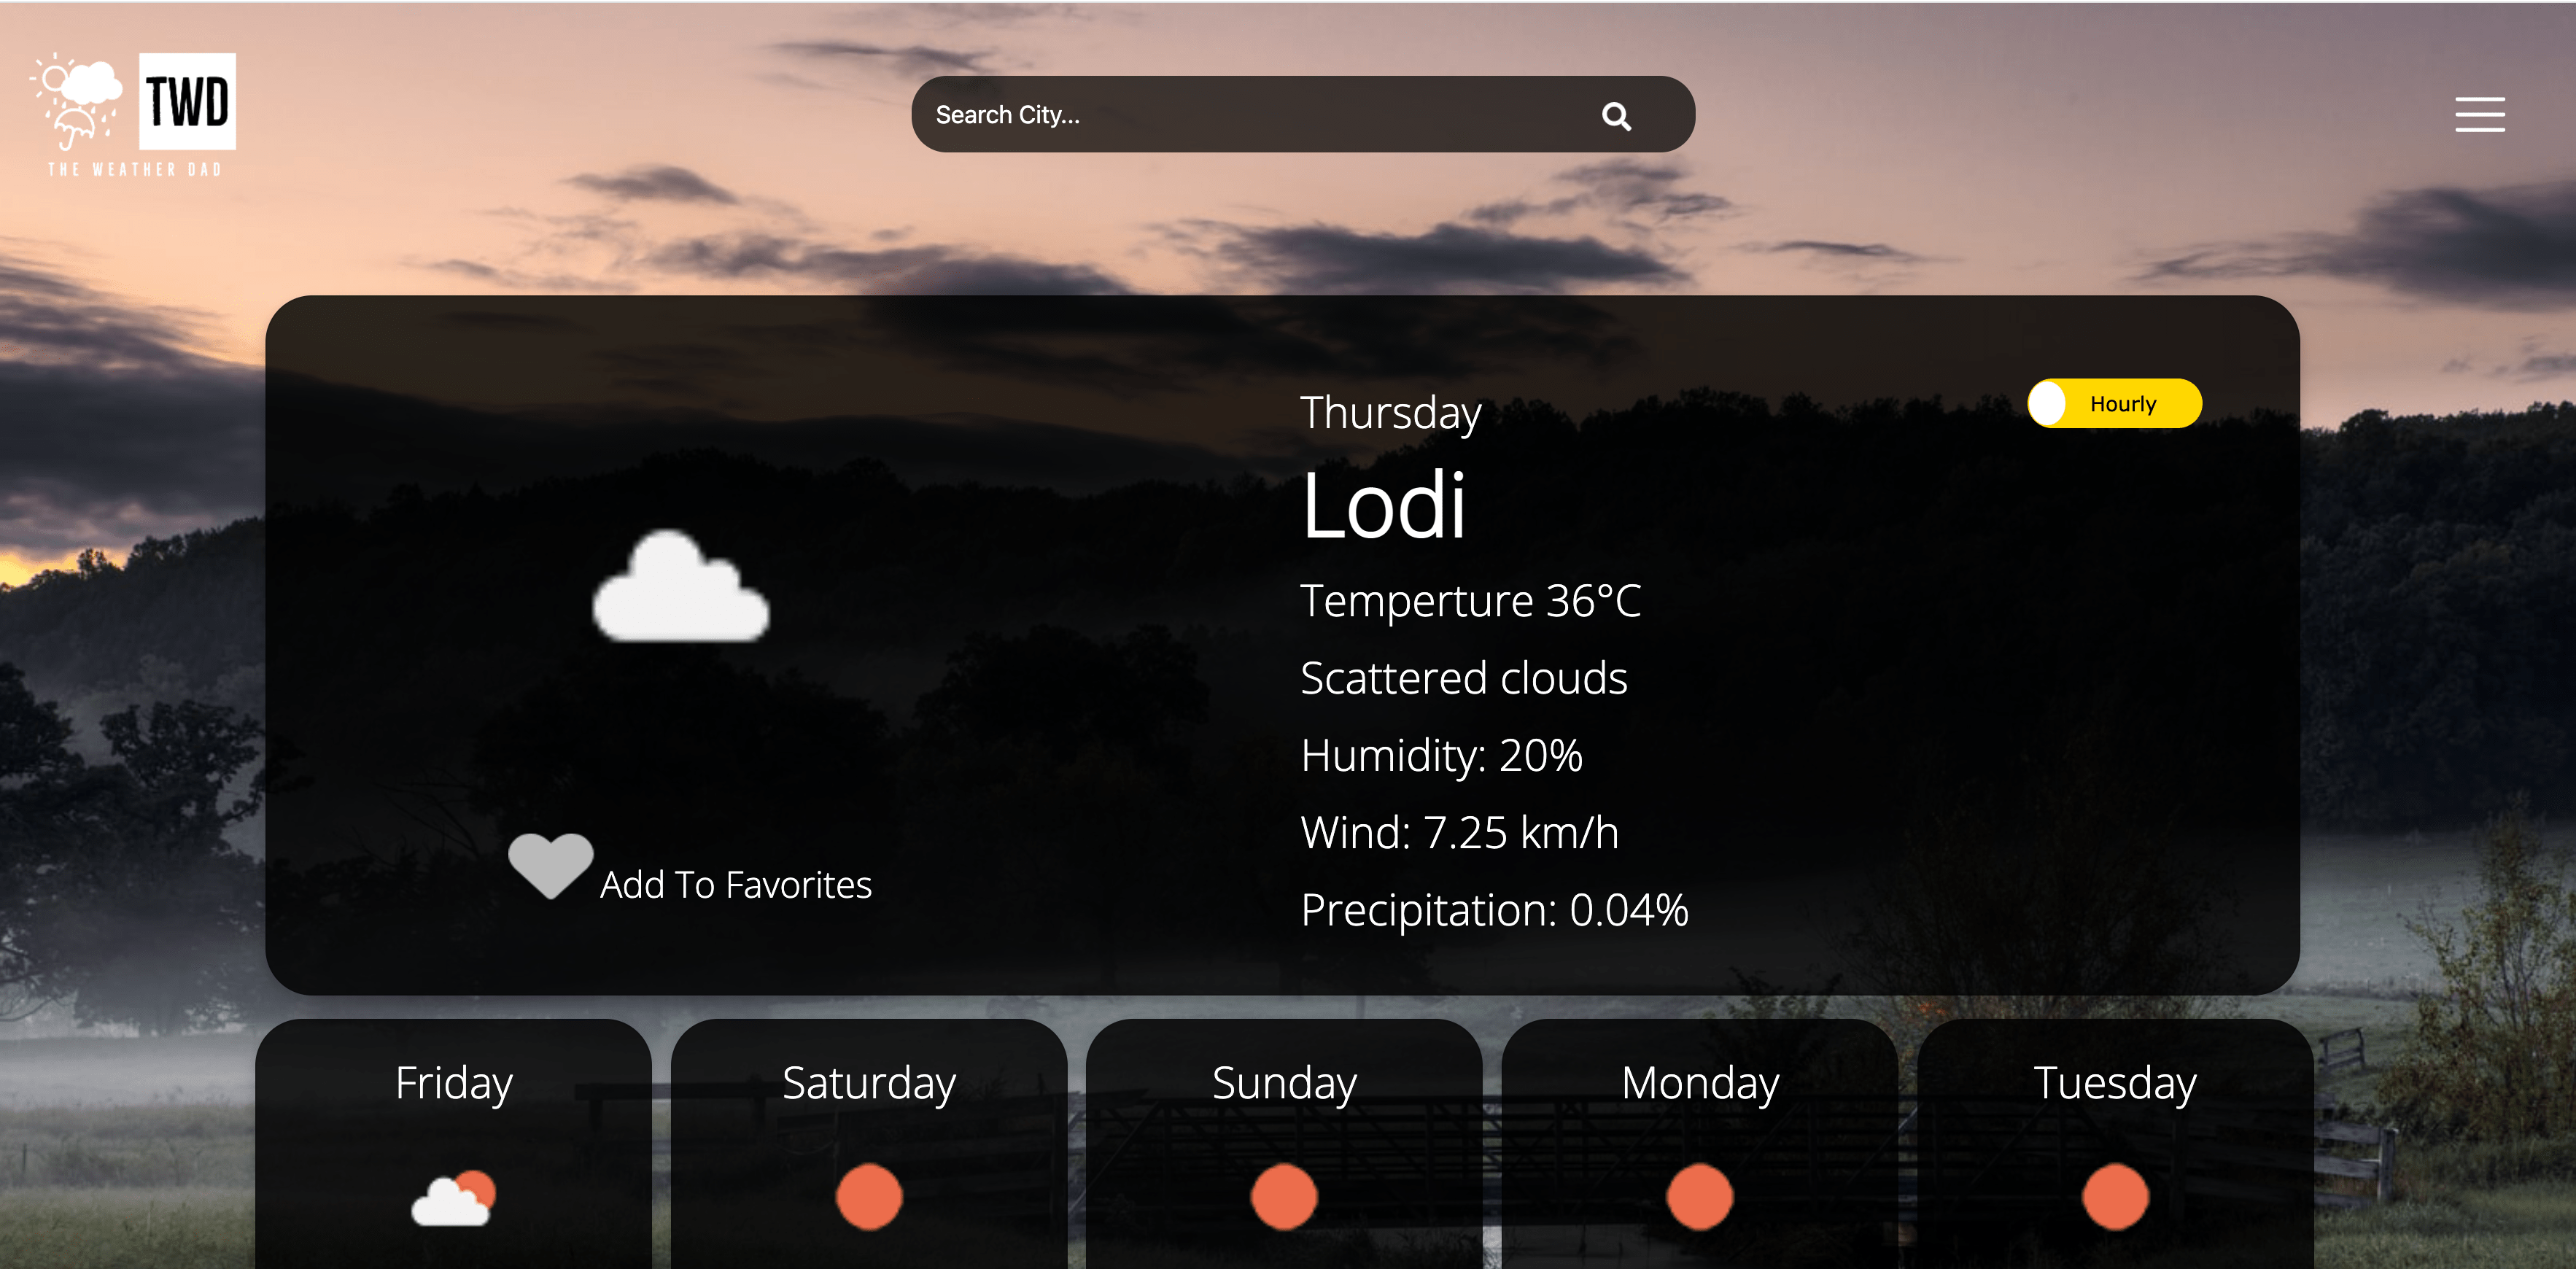 TWD
THE WEATHER DAD
Search City...
Hourly
Thursday
Lodi
Temperture 36°C
Scattered clouds
Humidity: 20%
Wind: 7.25 km/h
Precipitation: 0.04%
Add To Favorites
Friday
Saturday
Sunday
Monday
Tuesday